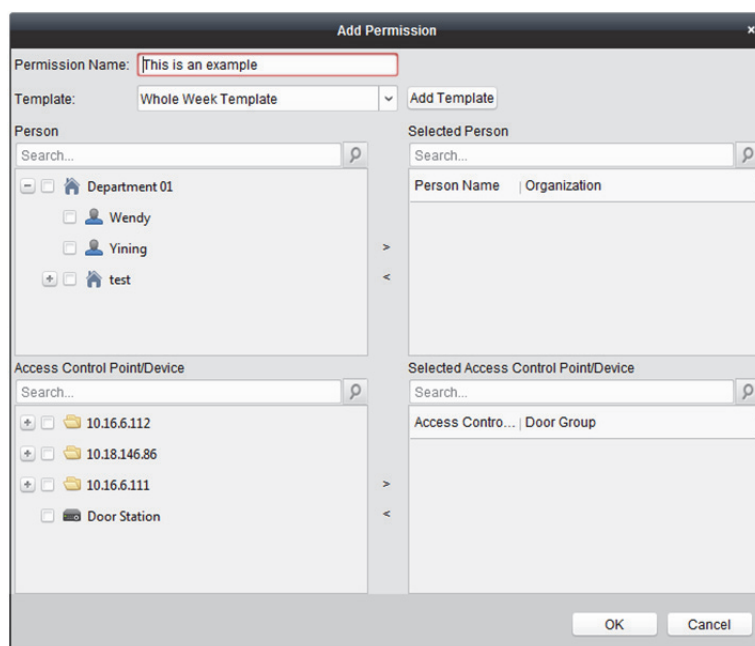 Add Permission ×
Permission Name: This is an example
Template: Whole Week Template Add Template
Person
Search...
Department 01
Wendy
Yining
test
>
<
Selected Person
Search...
Person Name Organization
Access Control Point/Device
Search...
10.16.6.112
10.18.146.86
10.16.6.111
Door Station
>
<
Selected Access Control Point/Device
Search...
Access Contro... Door Group
OK Cancel